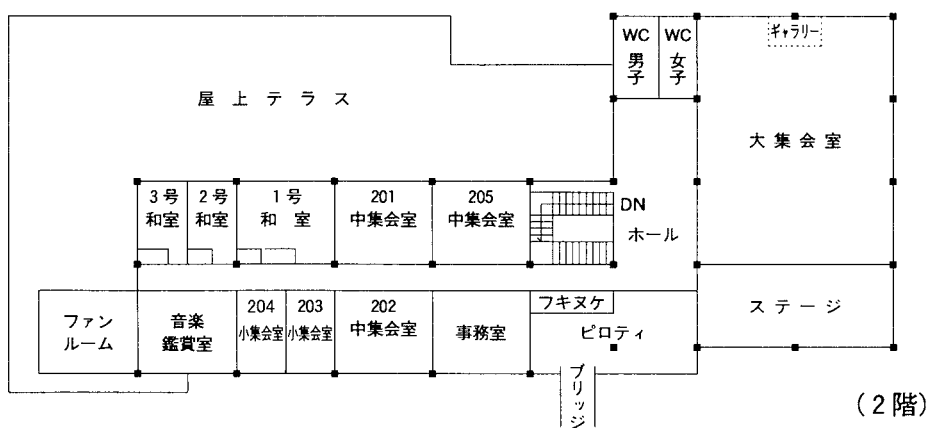 ギャラリー
WC
男子
WC
女子
屋上テラス
大集会室
3号
和室
2号
和室
1号
和室
201
中集会室
205
中集会室
DN
ホール
ファン
ルーム
音楽
鑑賞室
204
小集会室
203
小集会室
202
中集会室
事務室
フキヌケ
ピロティ
ステージ
ブリッジ
(2階)